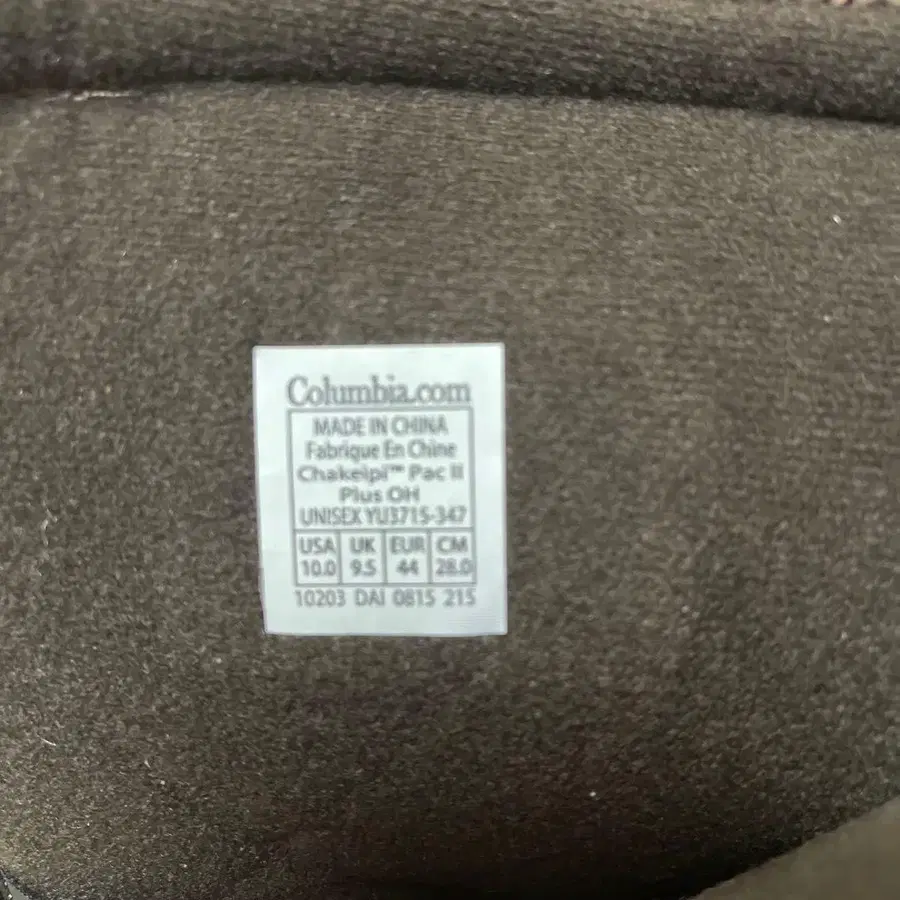 Columbia.com
MADE IN CHINA
Fabrique En Chine
Chakeipi™ Pac II
Plus OH
UNISEX YU3715-347
USA UK EUR CM
10.0 9.5 44 28.0
10203 DAI 0815 215